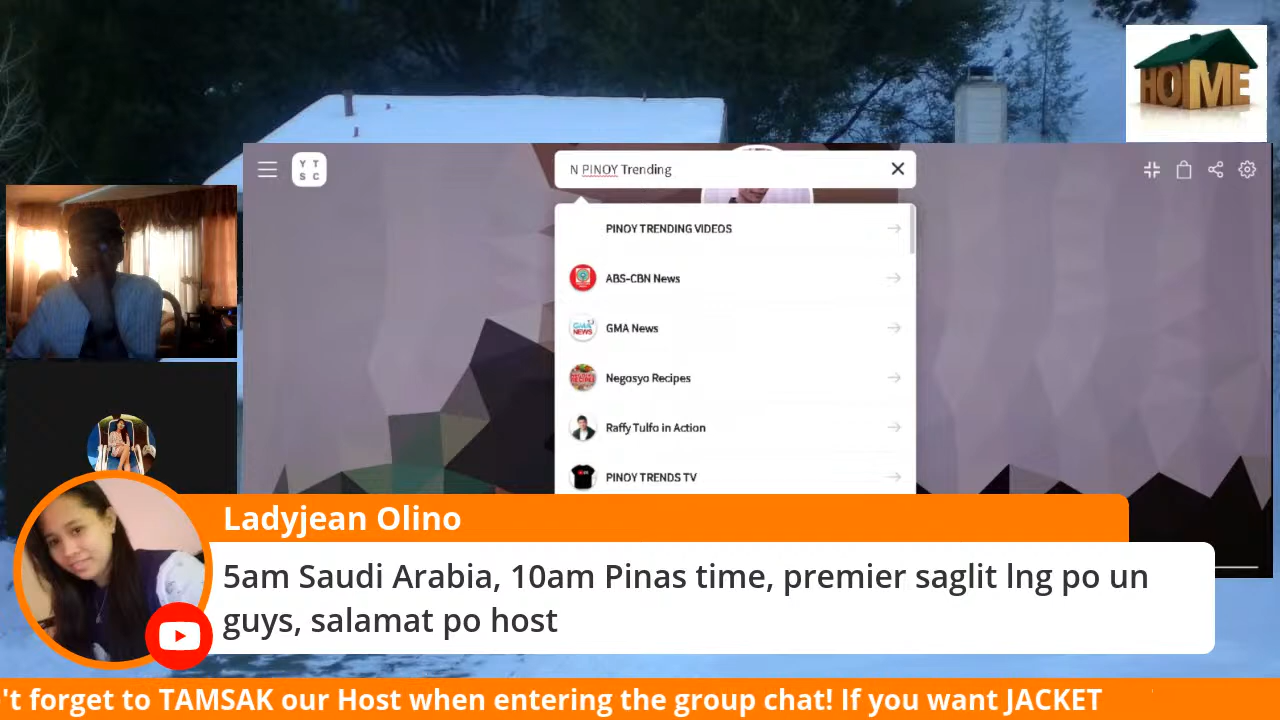 HOME
Y T
S C
N PINOY Trending
PINOY TRENDING VIDEOS
ABS-CBN News
GMA News
GMA
NEWS
Negosyo Recipes
Raffy Tulfo in Action
PINOY TRENDS TV
Ladyjean Olino
5am Saudi Arabia, 10am Pinas time, premier saglit lng po un
guys, salamat po host
't forget to TAMSAK our Host when entering the group chat! If you want JACKET